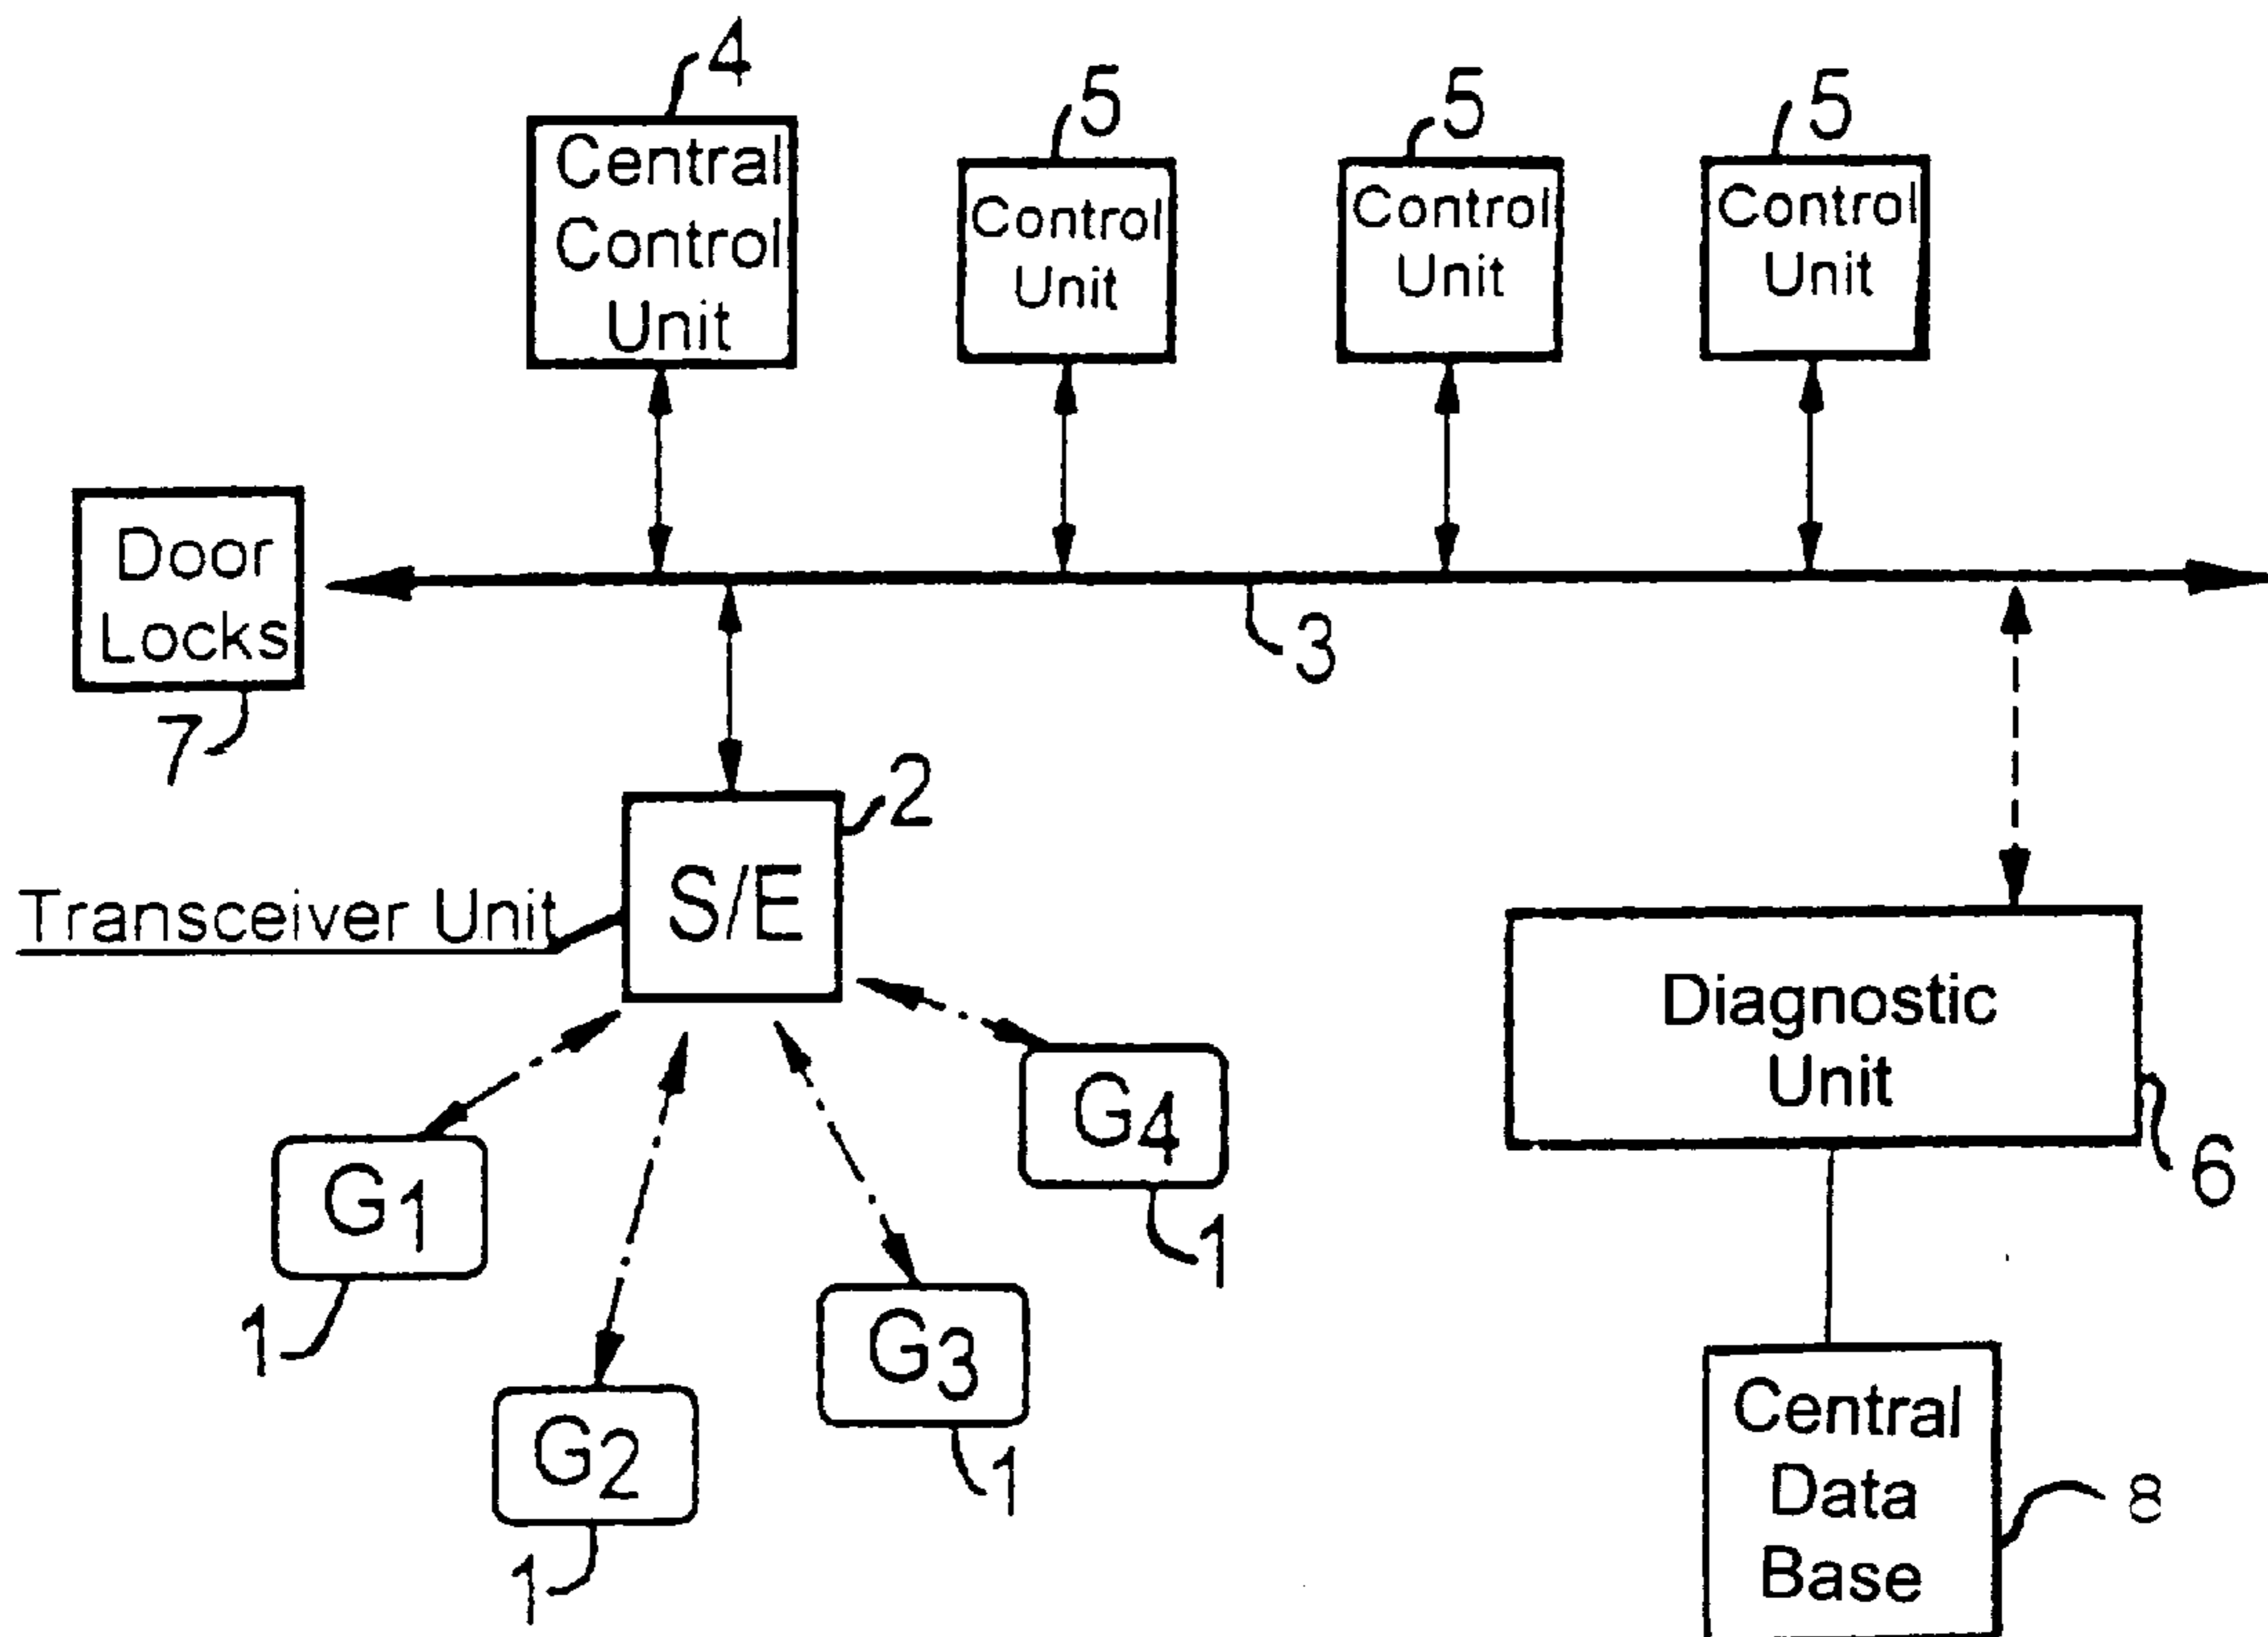 4
5
5
5
Central
Control
Unit
Control
Unit
Control
Unit
Control
Unit
Door
Locks
3
7
2
S/E
Transceiver Unit
Diagnostic
Unit
6
G4
1
G1
1
G3
1
G2
1
Central
Data
Base
8